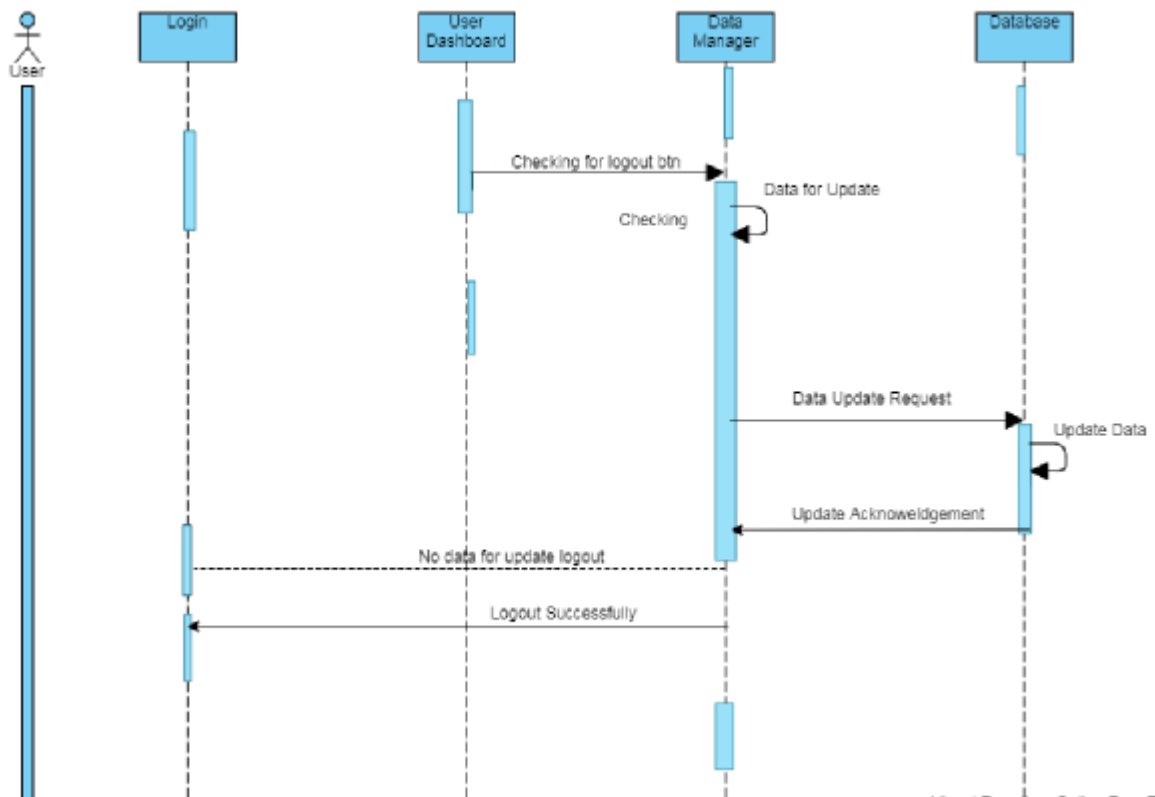 Login
User
Dashboard
Data
Manager
Database
User
Checking for logout btn
Data for Update
Checking
Data Update Request
Update Data
Update Acknoweldgement
No data for update logout
Logout Successfully